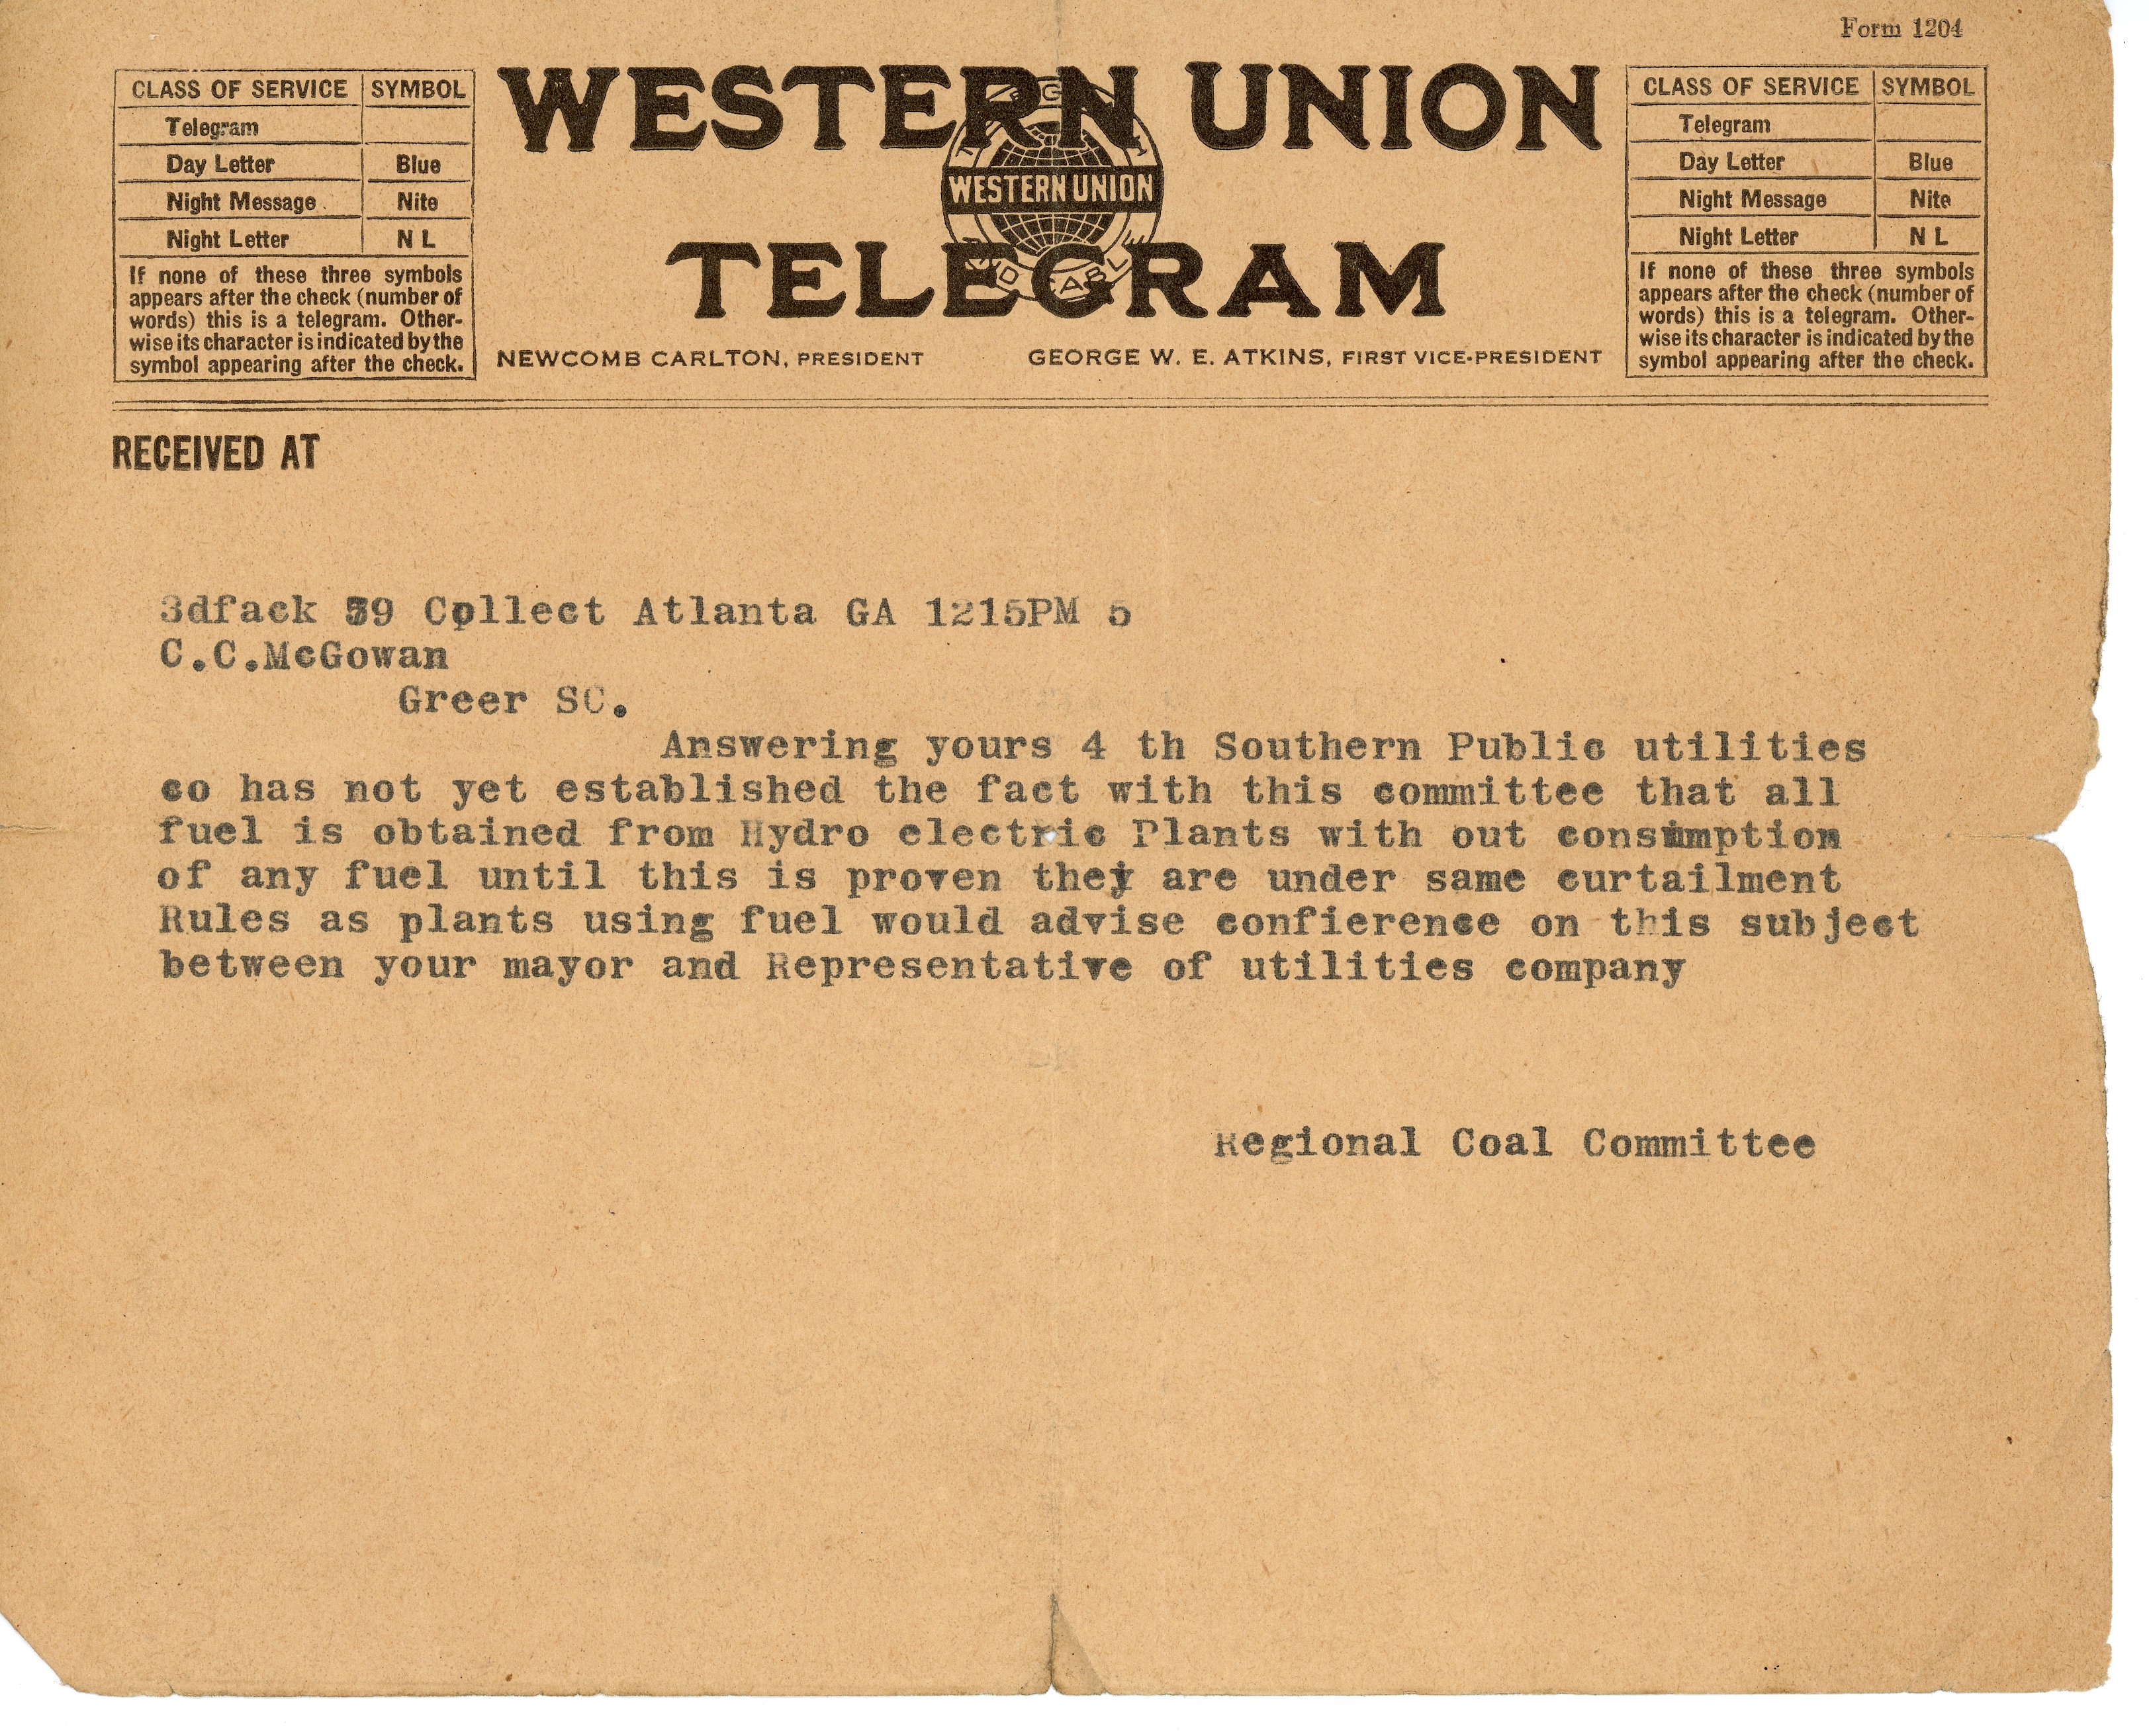 Form 1204
CLASS OF SERVICE SYMBOL
Telegram
Day Letter Blue
Night Message Nite
Night Letter N L
If none of these three symbols
appears after the check (number of
words) this is a telegram. Other-
wise its character is indicated by the
symbol appearing after the check.
WESTERN UNION
WESTERN UNION
TELEGRAM
NEWCOMB CARLTON, PRESIDENT GEORGE W. E. ATKINS, FIRST VICE-PRESIDENT
CLASS OF SERVICE SYMBOL
Telegram
Day Letter Blue
Night Message Nite
Night Letter N L
If none of these three symbols
appears after the check (number of
words) this is a telegram. Other-
wise its character is indicated by the
symbol appearing after the check.
RECEIVED AT
3dfack 59 Collect Atlanta GA 1215PM 5
C.C.McGowan
Greer SC.
Answering yours 4 th Southern Public utilities
co has not yet established the fact with this committee that all
fuel is obtained from Hydro electric Plants with out consumption
of any fuel until this is proven they are under same curtailment
Rules as plants using fuel would advise confierence on this subject
between your mayor and Representative of utilities company
Regional Coal Committee